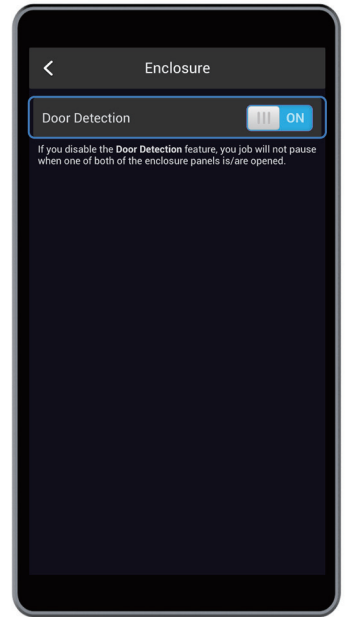 Enclosure
Door Detection
ON
If you disable the Door Detection feature, you job will not pause
when one of both of the enclosure panels is/are opened.